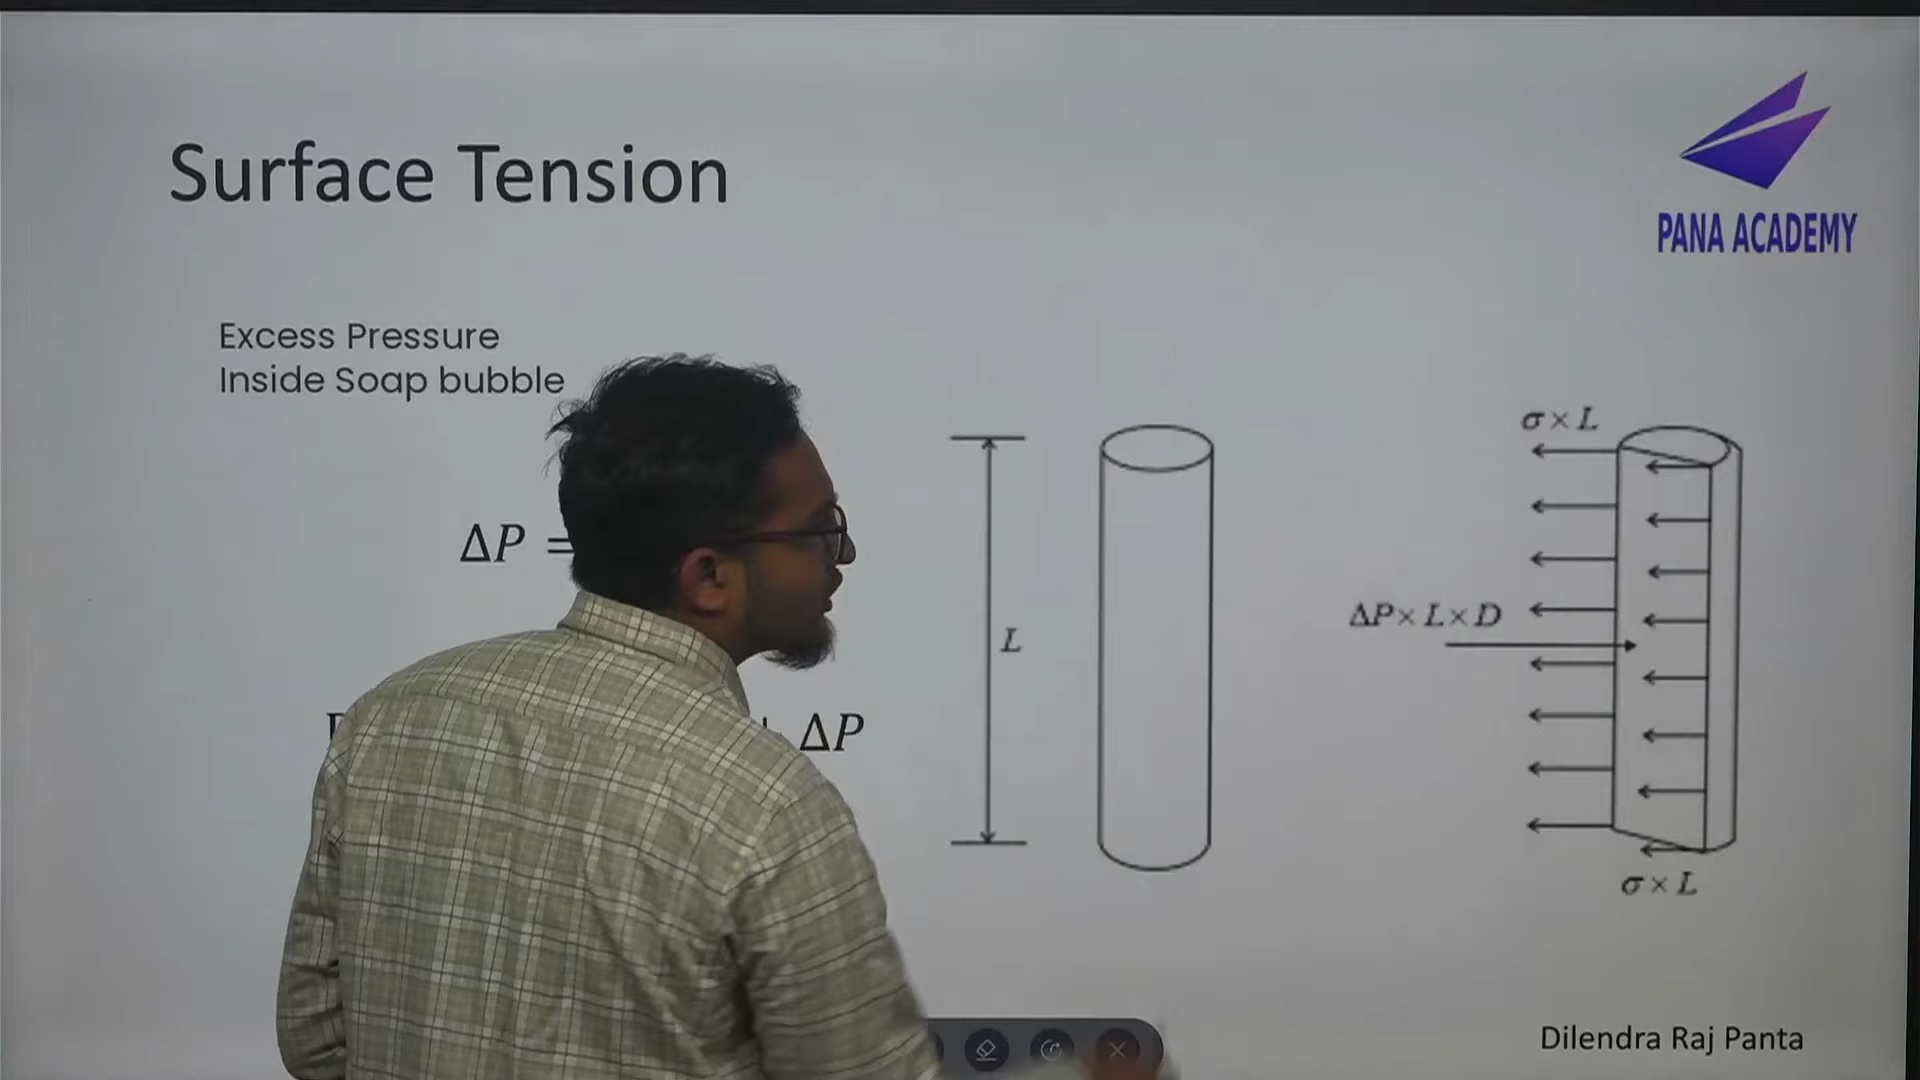 Surface Tension
PANA ACADEMY
Excess Pressure
Inside Soap bubble
ΔP =
ΔP
L
σ × L
ΔP × L × D
σ × L
Dilendra Raj Panta